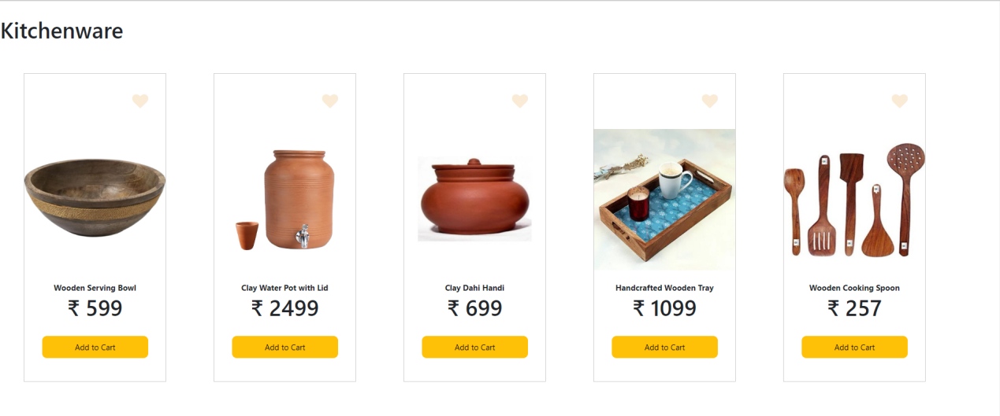 Kitchenware
Wooden Serving Bowl
₹ 599
Add to Cart
Clay Water Pot with Lid
₹ 2499
Add to Cart
Clay Dahi Handi
₹ 699
Add to Cart
Handcrafted Wooden Tray
₹ 1099
Add to Cart
Wooden Cooking Spoon
₹ 257
Add to Cart